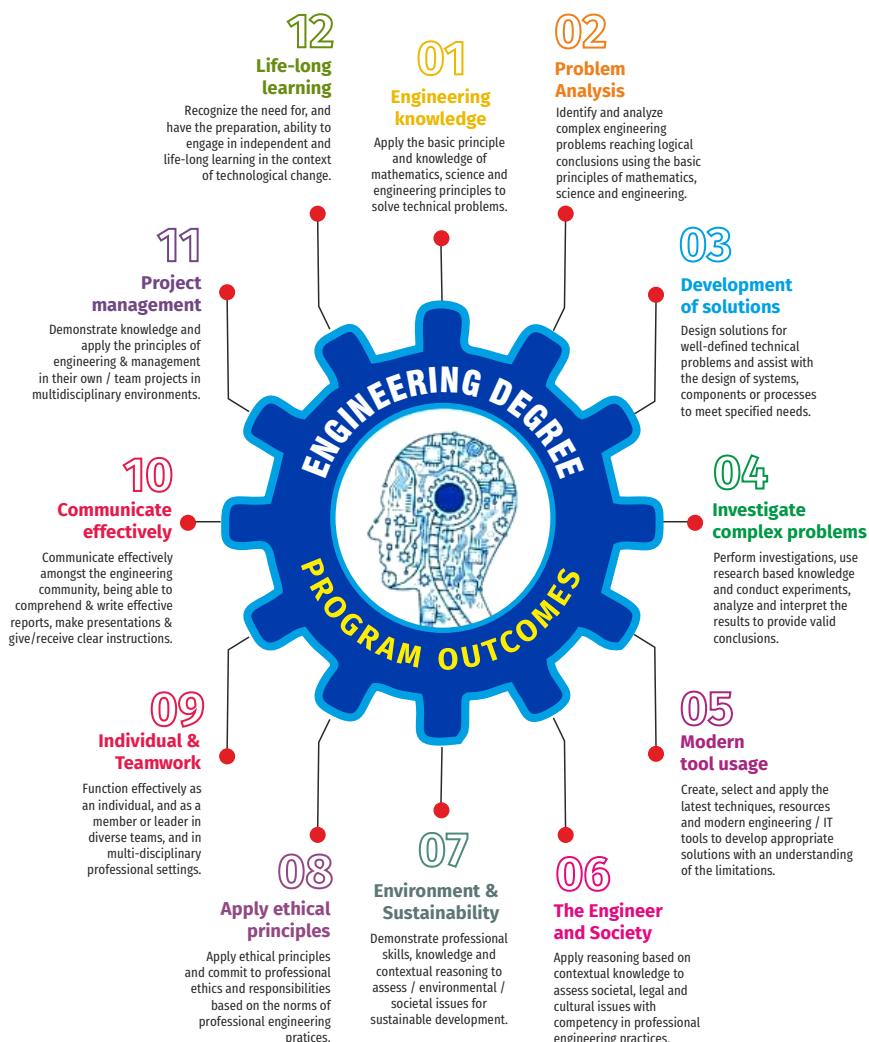 ENGINEERING DEGREE
PROGRAM OUTCOMES
01
Engineering
knowledge
Apply the basic principle
and knowledge of
mathematics, science and
engineering principles to
solve technical problems.
02
Problem
Analysis
Identify and analyze
complex engineering
problems reaching logical
conclusions using the basic
principles of mathematics,
science and engineering.
03
Development
of solutions
Design solutions for
well-defined technical
problems and assist with
the design of systems,
components or processes
to meet specified needs.
04
Investigate
complex problems
Perform investigations, use
research based knowledge
and conduct experiments,
analyze and interpret the
results to provide valid
conclusions.
05
Modern
tool usage
Create, select and apply the
latest techniques, resources
and modern engineering / IT
tools to develop appropriate
solutions with an understanding
of the limitations.
06
The Engineer
and Society
Apply reasoning based on
contextual knowledge to
assess societal, legal and
cultural issues with
competency in professional
engineering practices.
07
Environment &
Sustainability
Demonstrate professional
skills, knowledge and
contextual reasoning to
assess / environmental /
societal issues for
sustainable development.
08
Apply ethical
principles
Apply ethical principles
and commit to professional
ethics and responsibilities
based on the norms of
professional engineering
pratices.
09
Individual &
Teamwork
Function effectively as
an individual, and as a
member or leader in
diverse teams, and in
multi-disciplinary
professional settings.
10
Communicate
effectively
Communicate effectively
amongst the engineering
community, being able to
comprehend & write effective
reports, make presentations &
give/receive clear instructions.
11
Project
management
Demonstrate knowledge and
apply the principles of
engineering & management
in their own / team projects in
multidisciplinary environments.
12
Life-long
learning
Recognize the need for, and
have the preparation, ability to
engage in independent and
life-long learning in the context
of technological change.